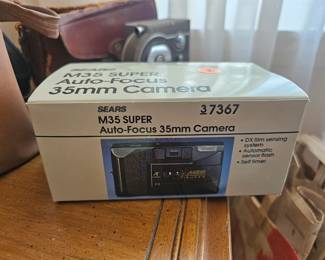 SEARS
M35 SUPER
Auto-Focus
35mm Camera
SEARS
M35 SUPER
Auto-Focus 35mm Camera
3 7367
• DX film sensing
system
• Automatic
sensor flash
• Self timer